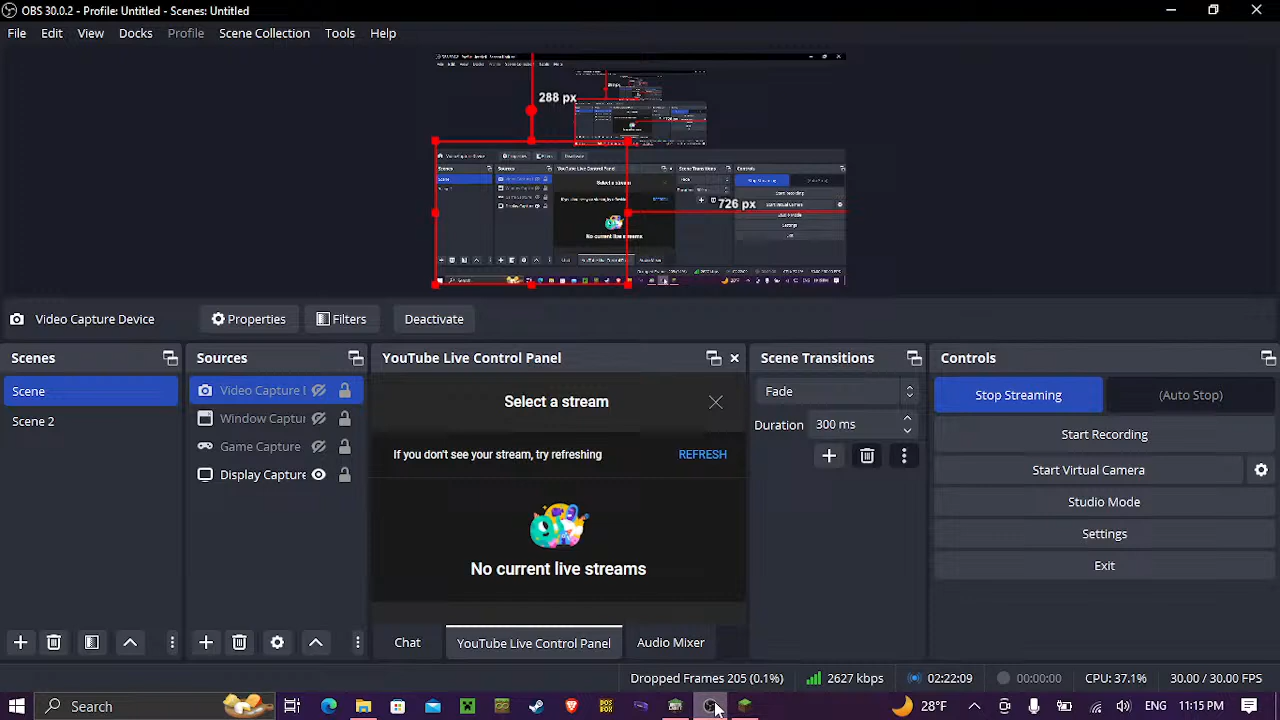 OBS 30.0.2 - Profile: Untitled - Scenes: Untitled
File Edit View Docks Profile Scene Collection Tools Help
288 px
726 px
Video Capture Device
Properties
Filters
Deactivate
Scenes
Scene
Scene 2
Sources
Video Capture
Window Captu
Game Capture
Display Capture
YouTube Live Control Panel
Select a stream
If you don't see your stream, try refreshing
REFRESH
No current live streams
Chat
YouTube Live Control Panel
Audio Mixer
Scene Transitions
Fade
Duration 300 ms
Controls
Stop Streaming
(Auto Stop)
Start Recording
Start Virtual Camera
Studio Mode
Settings
Exit
Dropped Frames 205 (0.1%)
2627 kbps
02:22:09
00:00:00
CPU: 37.1%
30.00 / 30.00 FPS
Search
DOS BOX
28°F
11:15 PM